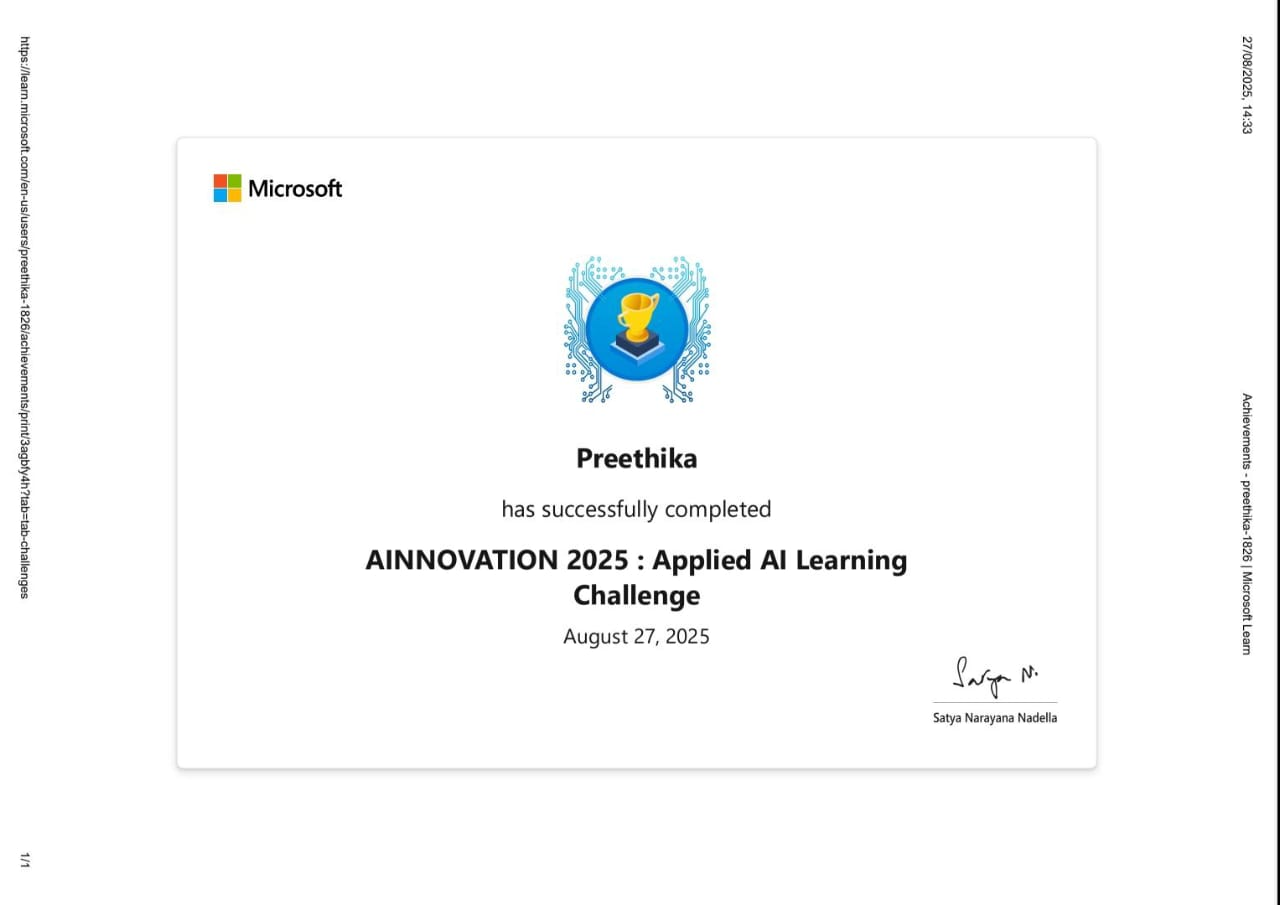 27/08/2025, 14:33
Achievements - preethika-1826 | Microsoft Learn
Microsoft
Preethika
has successfully completed
AINNOVATION 2025 : Applied AI Learning
Challenge
August 27, 2025
Satya N.
Satya Narayana Nadella
https://learn.microsoft.com/en-us/users/preethika-1826/achievements/print/3agbfy4h?tab=tab-challenges
1/1